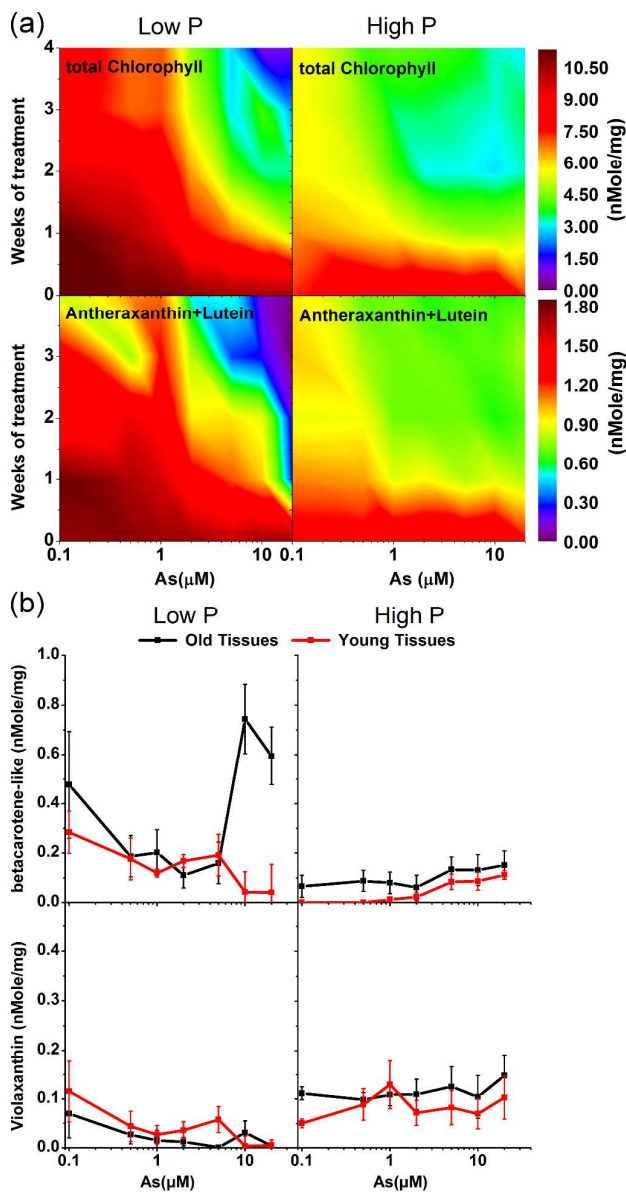 (a)
Low P High P
total Chlorophyll total Chlorophyll
4
3
2
1
0
Weeks of treatment
10.50
9.00
7.50
6.00
4.50
3.00
1.50
0.00
(nMole/mg)
Antheraxanthin+Lutein Antheraxanthin+Lutein
3
2
1
0
Weeks of treatment
1.80
1.50
1.20
0.90
0.60
0.30
0.00
(nMole/mg)
0.1 1 10 0.1 1 10
As(μM) As (μM)
(b)
Low P High P
Old Tissues Young Tissues
1.0
0.8
0.6
0.4
0.2
0.0
betacarotene-like (nMole/mg)
0.4
0.3
0.2
0.1
0.0
Violaxanthin (nMole/mg)
0.1 1 10 0.1 1 10
As(μM) As(μM)